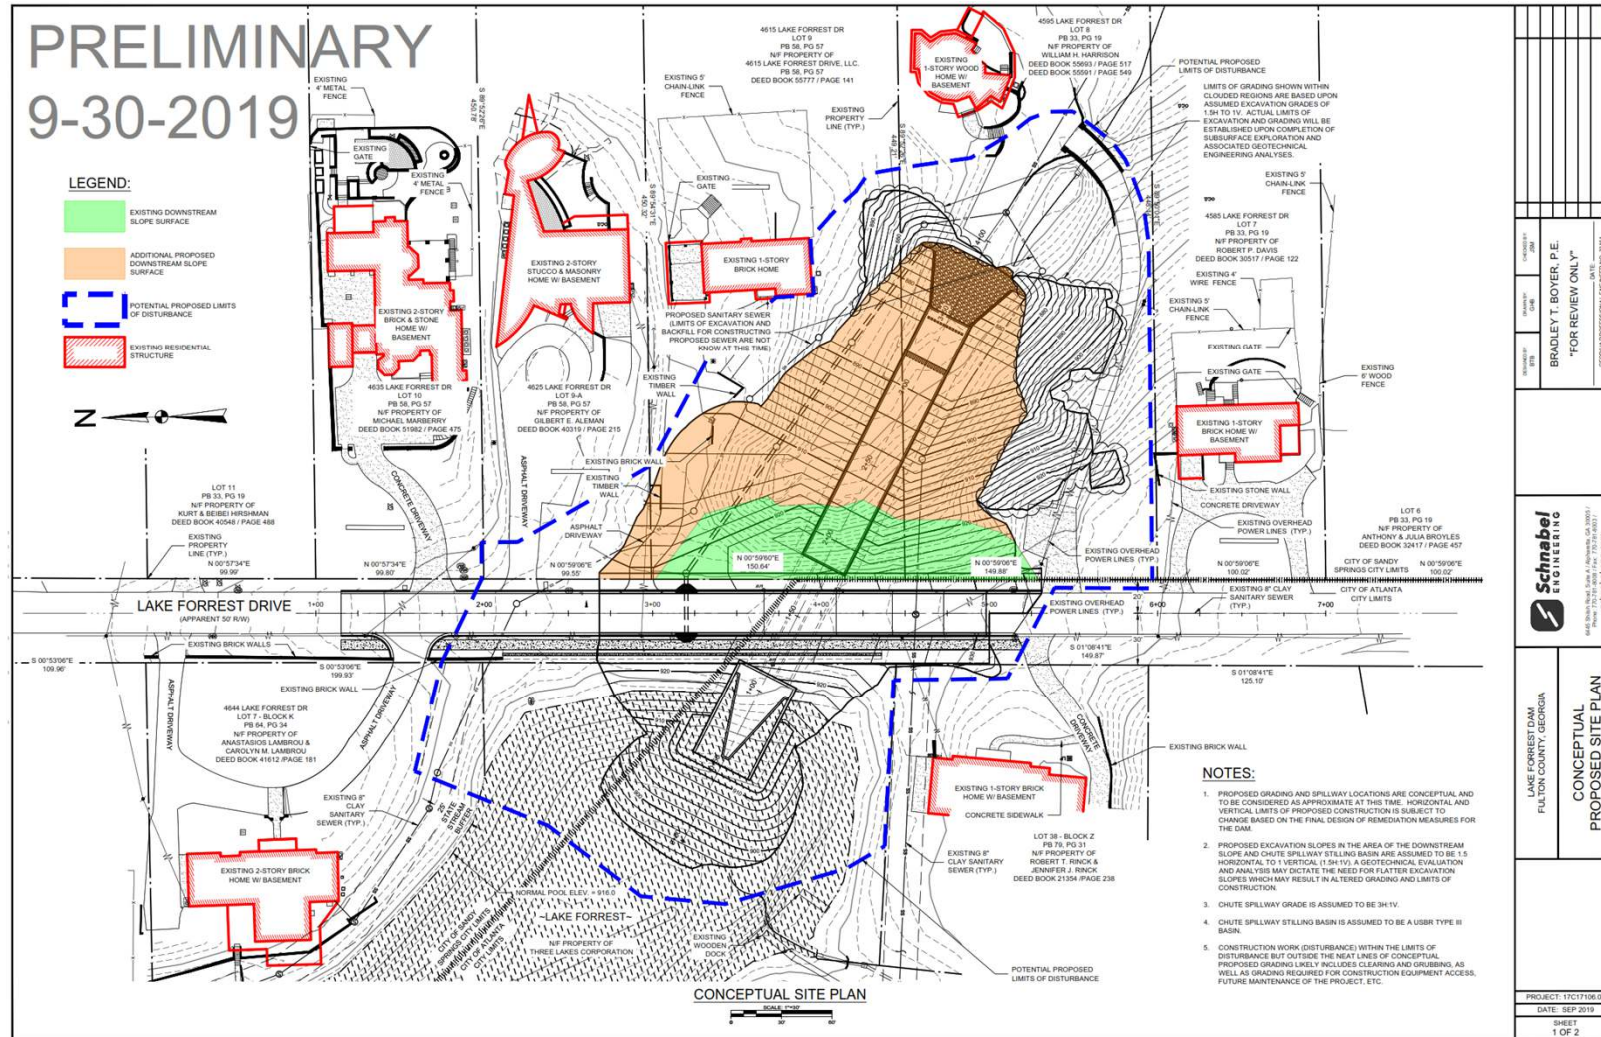 PRELIMINARY
9-30-2019
LEGEND:
EXISTING DOWNSTREAM
SLOPE SURFACE
ADDITIONAL PROPOSED
DOWNSTREAM SLOPE
SURFACE
POTENTIAL PROPOSED LIMITS
OF DISTURBANCE
EXISTING RESIDENTIAL
STRUCTURE
N
EXISTING
4' METAL
FENCE
EXISTING
GATE
EXISTING
4' METAL
FENCE
S 89°52'26"E
450.78'
EXISTING 2-STORY
BRICK & STONE
HOME W/
BASEMENT
4635 LAKE FORREST DR
LOT 10
PB 58, PG 57
N/F PROPERTY OF
MICHAEL MARBERRY
DEED BOOK 51982 / PAGE 475
EXISTING 2-STORY
STUCCO & MASONRY
HOME W/ BASEMENT
4625 LAKE FORREST DR
LOT 9-A
PB 58, PG 57
N/F PROPERTY OF
GILBERT E. ALEMAN
DEED BOOK 40319 / PAGE 215
S 89°54'31"E
450.32'
4615 LAKE FORREST DR
LOT 9
PB 58, PG 57
N/F PROPERTY OF
4615 LAKE FORREST DRIVE, LLC.
PB 58, PG 57
DEED BOOK 55777 / PAGE 141
EXISTING 5'
CHAIN-LINK
FENCE
EXISTING
PROPERTY
LINE (TYP.)
EXISTING
GATE
EXISTING 1-STORY
BRICK HOME
PROPOSED SANITARY SEWER
(LIMITS OF EXCAVATION AND
BACKFILL FOR CONSTRUCTING
PROPOSED SEWER ARE NOT
KNOW AT THIS TIME)
EXISTING
TIMBER
WALL
EXISTING BRICK WALL
EXISTING
TIMBER
WALL
ASPHALT
DRIVEWAY
4595 LAKE FORREST DR
LOT 8
PB 33, PG 19
N/F PROPERTY OF
WILLIAM H. HARRISON
DEED BOOK 55693 / PAGE 517
DEED BOOK 55591 / PAGE 549
EXISTING
1-STORY WOOD
HOME W/
BASEMENT
POTENTIAL PROPOSED
LIMITS OF DISTURBANCE
LIMITS OF GRADING SHOWN WITHIN
CLOUDED REGIONS ARE BASED UPON
ASSUMED EXCAVATION GRADES OF
1.5H TO 1V. ACTUAL LIMITS OF
EXCAVATION AND GRADING WILL BE
ESTABLISHED UPON COMPLETION OF
SUBSURFACE EXPLORATION AND
ASSOCIATED GEOTECHNICAL
ENGINEERING ANALYSES.
EXISTING 5'
CHAIN-LINK
FENCE
4585 LAKE FORREST DR
LOT 7
PB 33, PG 19
N/F PROPERTY OF
ROBERT P. DAVIS
DEED BOOK 30517 / PAGE 122
EXISTING 4'
WIRE FENCE
EXISTING 5'
CHAIN-LINK
FENCE
EXISTING GATE
EXISTING GATE
EXISTING
6' WOOD
FENCE
EXISTING 1-STORY
BRICK HOME W/
BASEMENT
EXISTING STONE WALL
CONCRETE DRIVEWAY
EXISTING OVERHEAD
POWER LINES (TYP.)
LOT 6
PB 33, PG 19
N/F PROPERTY OF
ANTHONY & JULIA BROYLES
DEED BOOK 32417 / PAGE 457
EXISTING OVERHEAD
POWER LINES (TYP.)
LOT 11
PB 33, PG 19
N/F PROPERTY OF
KURT & BEIBEI HIRSHMAN
DEED BOOK 40548 / PAGE 488
EXISTING
PROPERTY
LINE (TYP.)
CONCRETE DRIVEWAY
ASPHALT DRIVEWAY
N 00°57'34"E
99.99'
N 00°57'34"E
99.80'
N 00°59'06"E
99.55'
N 00°59'60"E
150.64'
N 00°59'06"E
149.88'
N 00°59'06"E
100.02'
CITY OF SANDY
SPRINGS CITY LIMITS
N 00°59'06"E
100.02'
CITY OF ATLANTA
CITY LIMITS
EXISTING 8" CLAY
SANITARY SEWER
(TYP.)
LAKE FORREST DRIVE
(APPARENT 50' R/W)
1+00
2+00
3+00
4+00
5+00
6+00
7+00
EXISTING OVERHEAD
POWER LINES (TYP.)
20'
30'
EXISTING BRICK WALLS
S 00°53'06"E
109.96'
S 00°53'06"E
199.93'
S 01°08'41"E
149.87'
S 01°08'41"E
125.10'
EXISTING BRICK WALL
ASPHALT DRIVEWAY
ASPHALT DRIVEWAY
4644 LAKE FORREST DR
LOT 7 - BLOCK K
PB 64, PG 34
N/F PROPERTY OF
ANASTASIOS LAMBROU &
CAROLYN M. LAMBROU
DEED BOOK 41612 /PAGE 181
EXISTING 8"
CLAY
SANITARY
SEWER (TYP.)
25'
STATE
STREAM
BUFFER
EXISTING 2-STORY BRICK
HOME W/ BASEMENT
NORMAL POOL ELEV. = 916.0
~LAKE FORREST~
N/F PROPERTY OF
THREE LAKES CORPORATION
CITY OF SANDY
SPRINGS CITY LIMITS
CITY OF ATLANTA
CITY LIMITS
EXISTING
WOODEN
DOCK
CONCRETE
DRIVEWAY
EXISTING BRICK WALL
EXISTING 1-STORY BRICK
HOME W/ BASEMENT
CONCRETE SIDEWALK
LOT 38 - BLOCK Z
PB 79, PG 31
N/F PROPERTY OF
ROBERT T. RINCK &
JENNIFER J. RINCK
DEED BOOK 21354 /PAGE 238
EXISTING 8"
CLAY SANITARY
SEWER (TYP.)
POTENTIAL PROPOSED
LIMITS OF DISTURBANCE
NOTES:
1. PROPOSED GRADING AND SPILLWAY LOCATIONS ARE CONCEPTUAL AND
TO BE CONSIDERED AS APPROXIMATE AT THIS TIME. HORIZONTAL AND
VERTICAL LIMITS OF PROPOSED CONSTRUCTION IS SUBJECT TO
CHANGE BASED ON THE FINAL DESIGN OF REMEDIATION MEASURES FOR
THE DAM.
2. PROPOSED EXCAVATION SLOPES IN THE AREA OF THE DOWNSTREAM
SLOPE AND CHUTE SPILLWAY STILLING BASIN ARE ASSUMED TO BE 1.5
HORIZONTAL TO 1 VERTICAL (1.5H:1V). A GEOTECHNICAL EVALUATION
AND ANALYSIS MAY DICTATE THE NEED FOR FLATTER EXCAVATION
SLOPES WHICH MAY RESULT IN ALTERED GRADING AND LIMITS OF
CONSTRUCTION.
3. CHUTE SPILLWAY GRADE IS ASSUMED TO BE 3H:1V.
4. CHUTE SPILLWAY STILLING BASIN IS ASSUMED TO BE A USBR TYPE III
BASIN.
5. CONSTRUCTION WORK (DISTURBANCE) WITHIN THE LIMITS OF
DISTURBANCE BUT OUTSIDE THE NEAT LINES OF CONCEPTUAL
PROPOSED GRADING LIKELY INCLUDES CLEARING AND GRUBBING, AS
WELL AS GRADING REQUIRED FOR CONSTRUCTION EQUIPMENT ACCESS,
FUTURE MAINTENANCE OF THE PROJECT, ETC.
CONCEPTUAL SITE PLAN
SCALE: 1"=30'
0 30' 60'
BRADLEY T. BOYER, P.E.
"FOR REVIEW ONLY"
DATE:
Schnabel
ENGINEERING
LAKE FORREST DAM
FULTON COUNTY, GEORGIA
CONCEPTUAL
PROPOSED SITE PLAN
PROJECT: 17C17106.0
DATE: SEP 2019
SHEET
1 OF 2